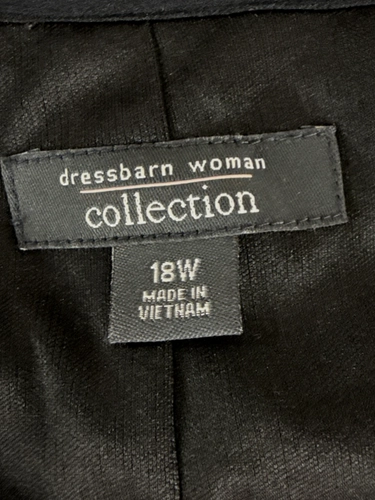 dressbarn woman
collection
18W
MADE IN
VIETNAM